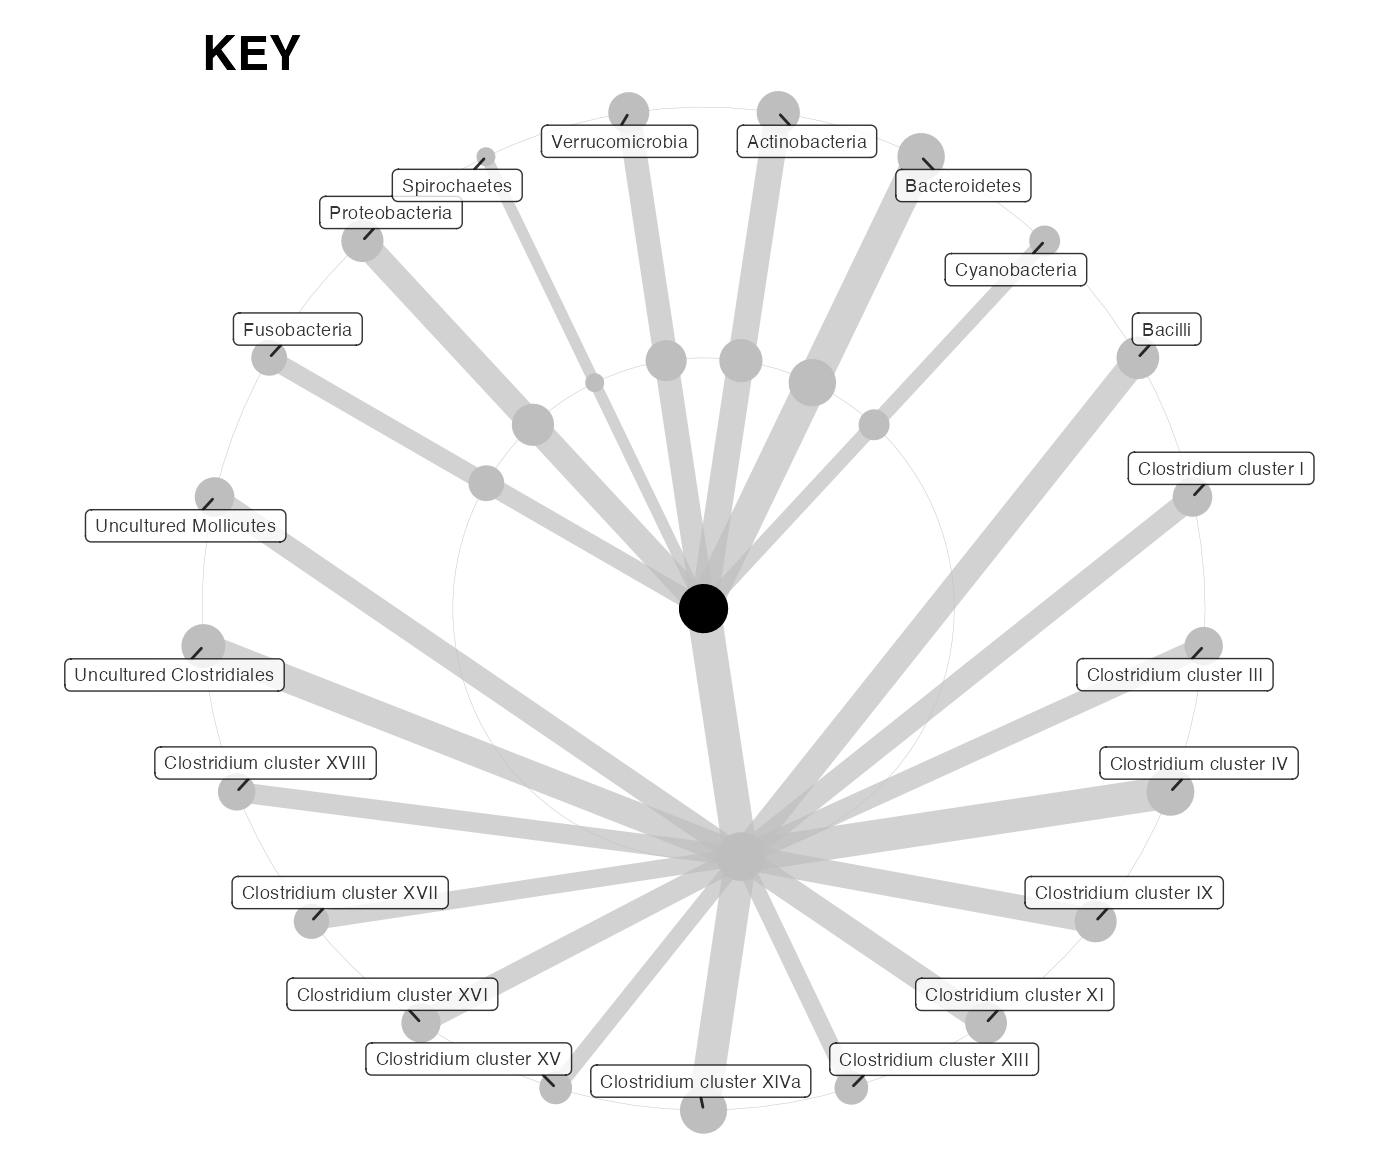 KEY
Verrucomicrobia
Actinobacteria
Spirochaetes
Bacteroidetes
Proteobacteria
Cyanobacteria
Fusobacteria
Bacilli
Clostridium cluster I
Uncultured Mollicutes
Uncultured Clostridiales
Clostridium cluster III
Clostridium cluster XVIII
Clostridium cluster IV
Clostridium cluster XVII
Clostridium cluster IX
Clostridium cluster XVI
Clostridium cluster XI
Clostridium cluster XV
Clostridium cluster XIII
Clostridium cluster XIVa